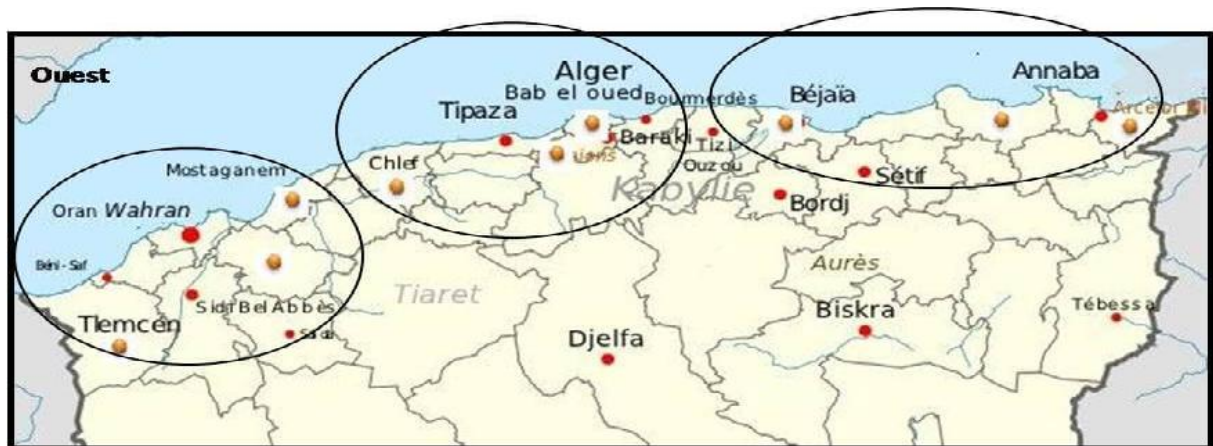 Ouest
Alger
Annaba
Bab el oued
Boumerdès
Béjaïa
Tipaza
Arcelor
Baraki
Tizi
Ouzou
Chlef
Mostaganem
Kabylie
Sétif
Bordj
Oran Wahran
Béni-Saf
Aurès
Tiaret
Sidi Bel Abbès
Tébessa
Tlemcen
Biskra
Djelfa